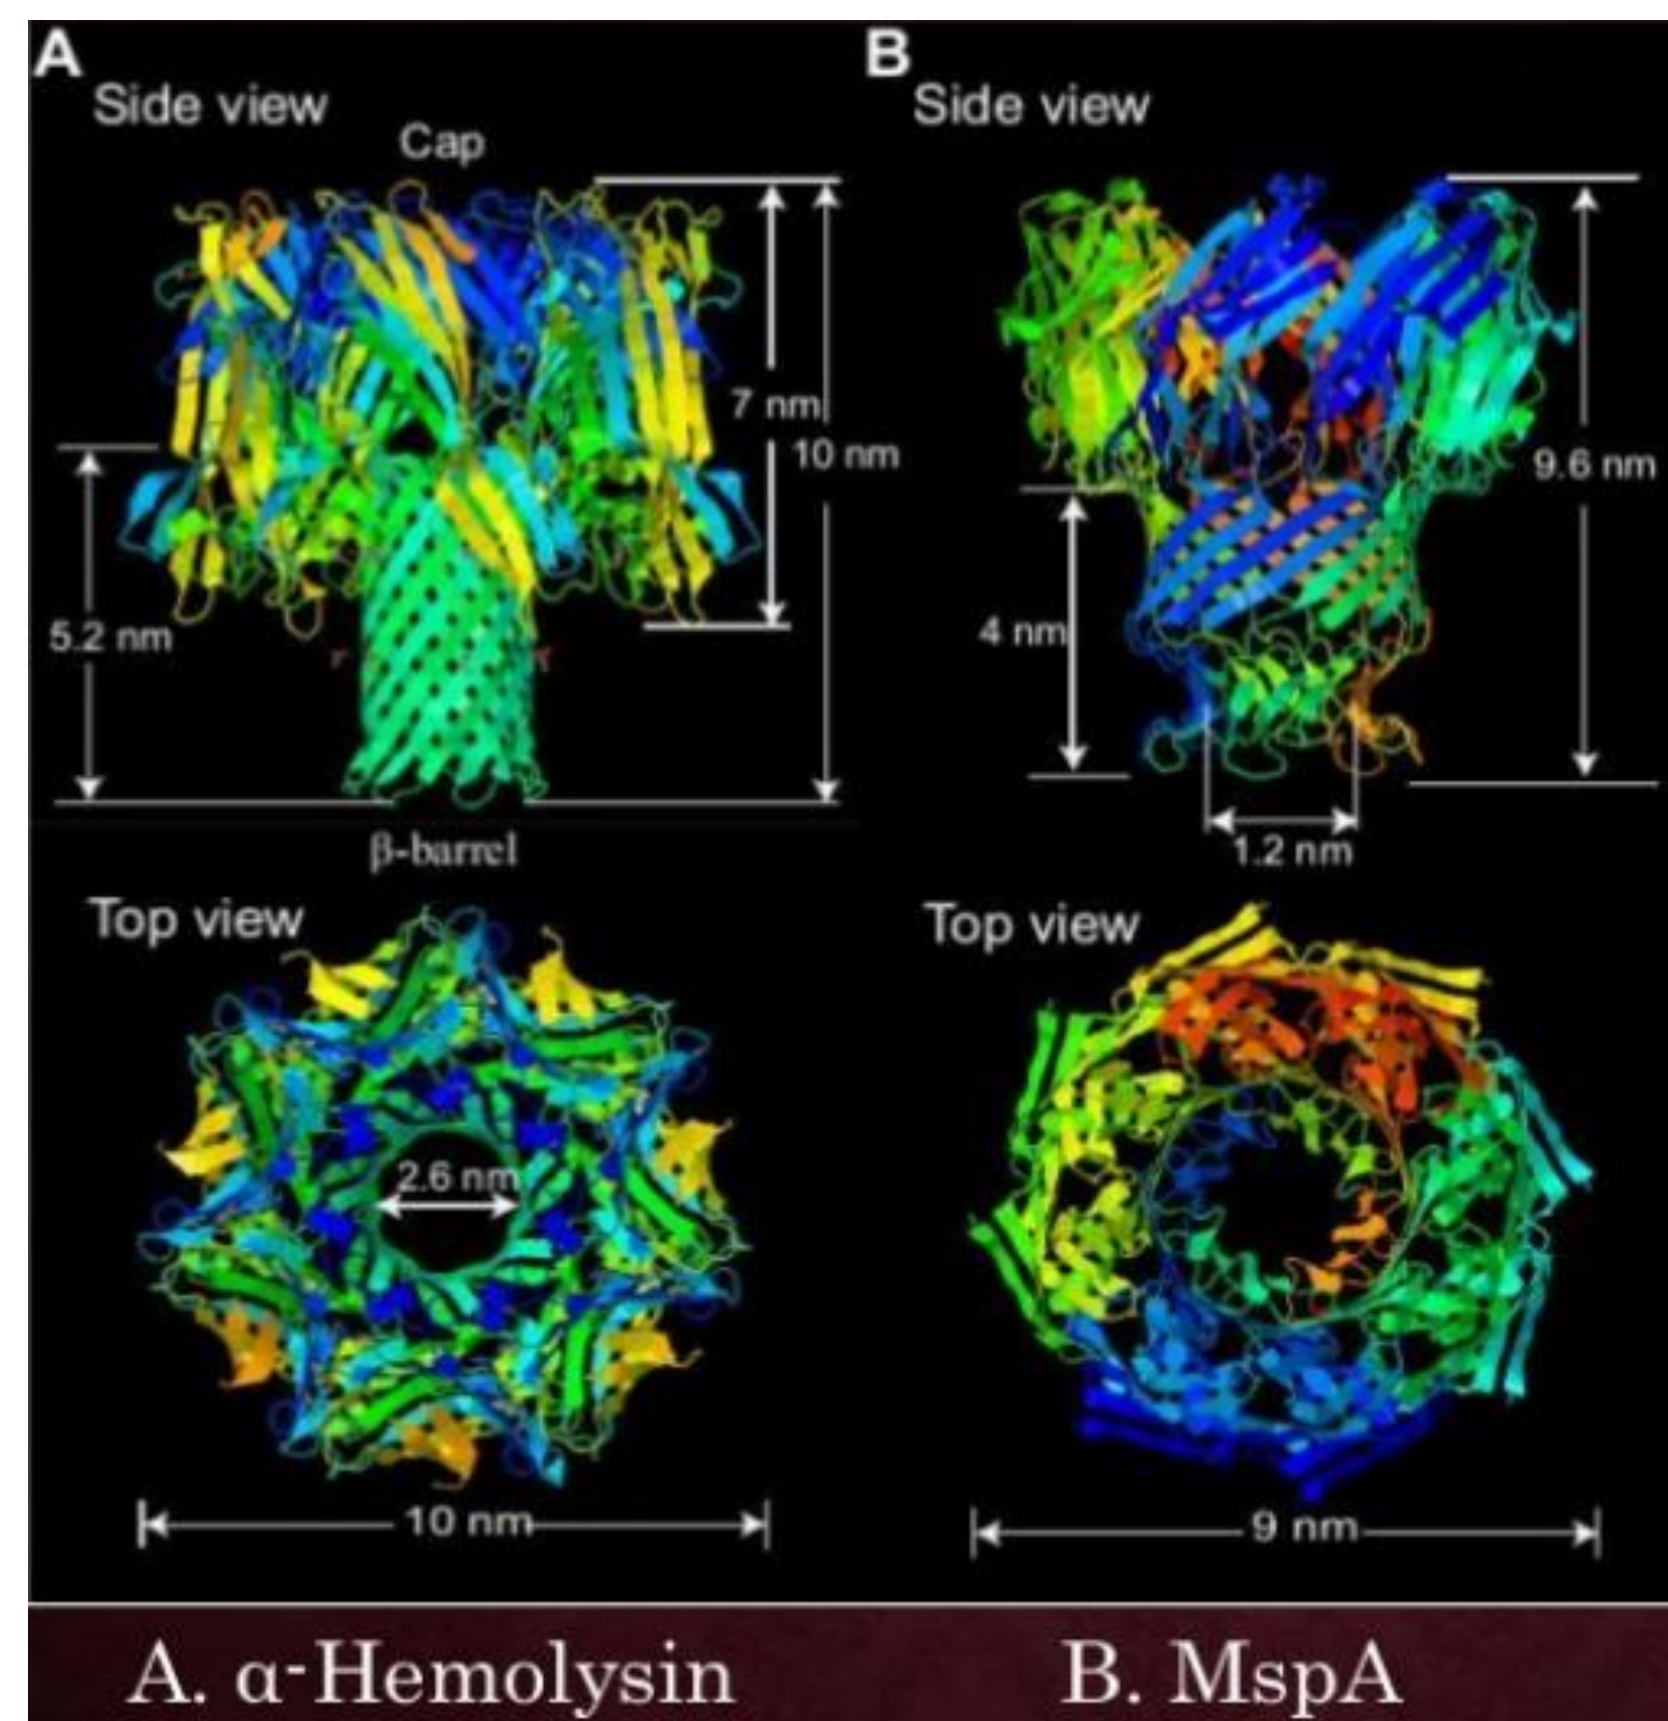 A
Side view
Cap
7 nm
10 nm
5.2 nm
β-barrel
Top view
2.6 nm
10 nm
B
Side view
9.6 nm
4 nm
1.2 nm
Top view
9 nm
A. α-Hemolysin
B. MspA